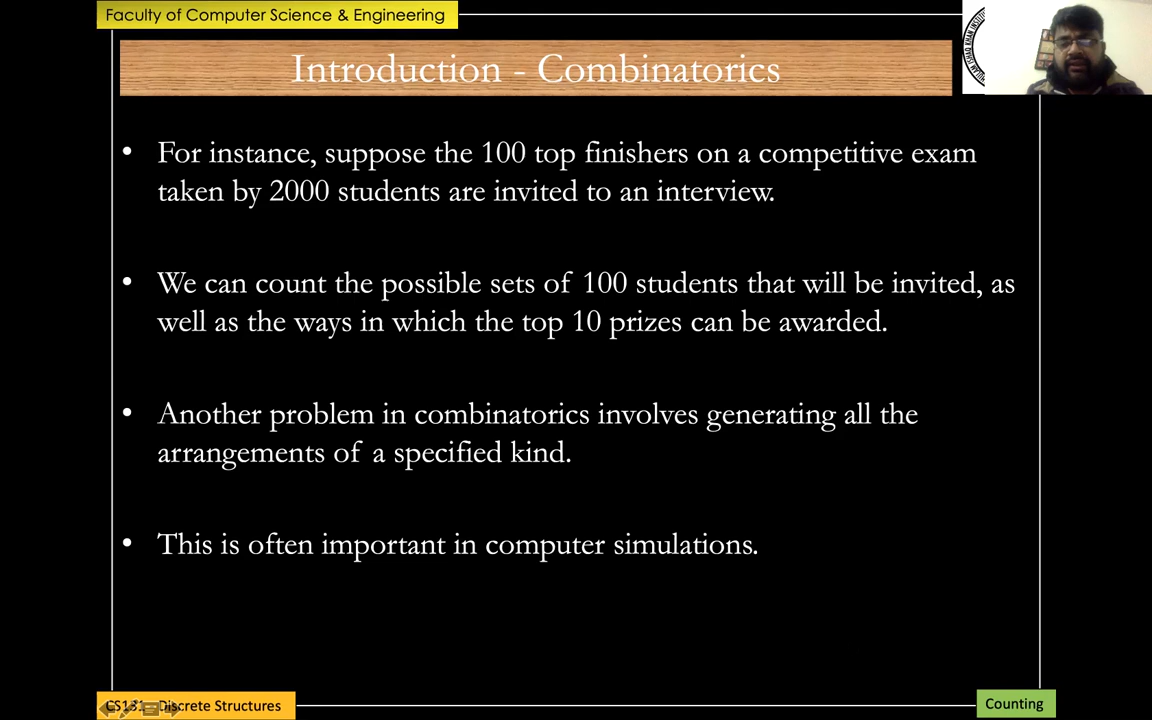 Faculty of Computer Science & Engineering
Introduction - Combinatorics
• For instance, suppose the 100 top finishers on a competitive exam
taken by 2000 students are invited to an interview.
• We can count the possible sets of 100 students that will be invited, as
well as the ways in which the top 10 prizes can be awarded.
• Another problem in combinatorics involves generating all the
arrangements of a specified kind.
• This is often important in computer simulations.
Discrete Structures
Counting